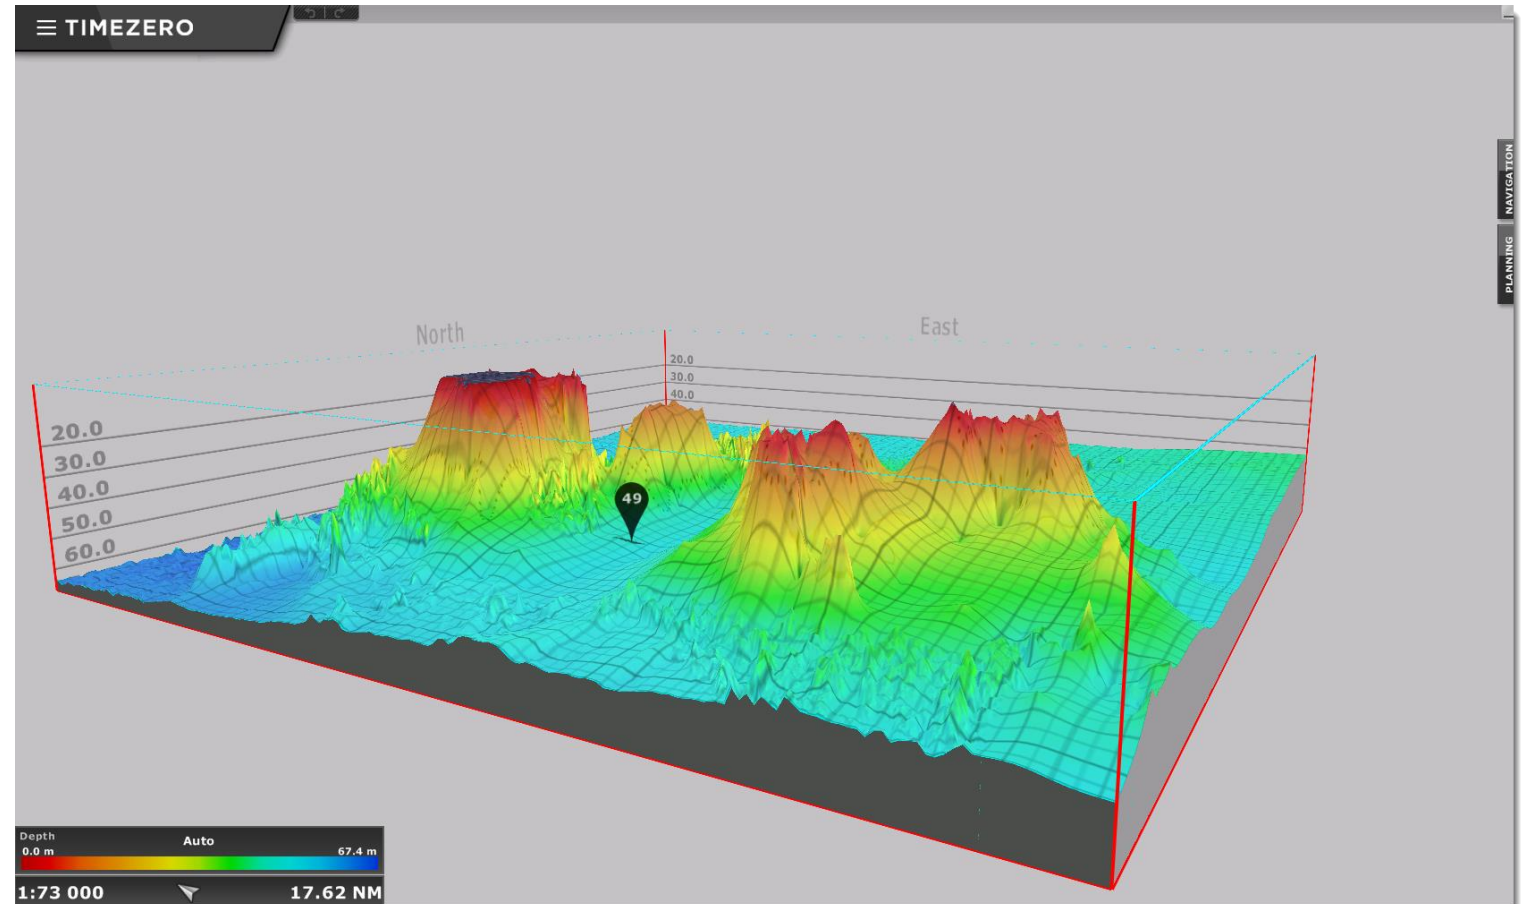 TIMEZERO
NAVIGATION
PLANNING
North
East
20.0
30.0
40.0
20.0
30.0
40.0
50.0
60.0
49
Depth
Auto
0.0 m
67.4 m
1:73 000
17.62 NM